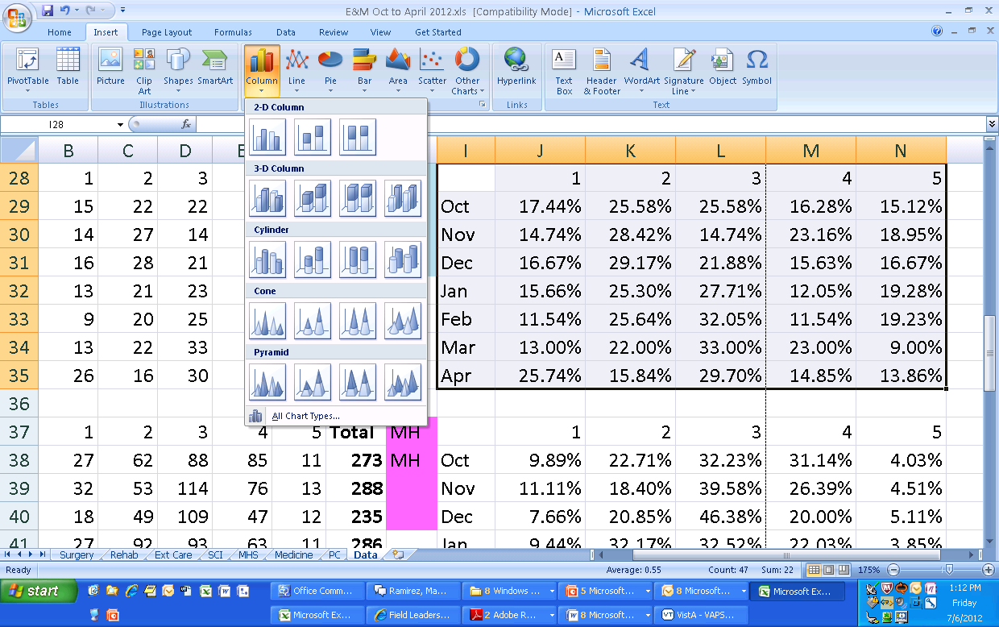 E&M Oct to April 2012.xls [Compatibility Mode] - Microsoft Excel
Home Insert Page Layout Formulas Data Review View Get Started
PivotTable Table Picture Clip Art Shapes SmartArt Column Line Pie Bar Area Scatter Other Charts Hyperlink Text Box Header & Footer WordArt Signature Line Object Symbol
Tables Illustrations Links Text
I28 fx
2-D Column
3-D Column
Cylinder
Cone
Pyramid
All Chart Types...
B C D E I J K L M N
28 1 2 3 1 2 3 4 5
29 15 22 22 Oct 17.44% 25.58% 25.58% 16.28% 15.12%
30 14 27 14 Nov 14.74% 28.42% 14.74% 23.16% 18.95%
31 16 28 21 Dec 16.67% 29.17% 21.88% 15.63% 16.67%
32 13 21 23 Jan 15.66% 25.30% 27.71% 12.05% 19.28%
33 9 20 25 Feb 11.54% 25.64% 32.05% 11.54% 19.23%
34 13 22 33 Mar 13.00% 22.00% 33.00% 23.00% 9.00%
35 26 16 30 Apr 25.74% 15.84% 29.70% 14.85% 13.86%
36
37 1 2 3 4 5 Total MH 1 2 3 4 5
38 27 62 88 85 11 273 MH Oct 9.89% 22.71% 32.23% 31.14% 4.03%
39 32 53 114 76 13 288 Nov 11.11% 18.40% 39.58% 26.39% 4.51%
40 18 49 109 47 12 235 Dec 7.66% 20.85% 46.38% 20.00% 5.11%
41 27 92 93 63 11 286 Jan 9.44% 32.17% 32.52% 22.03% 3.85%
Surgery Rehab Ext Care SCI MHS Medicine PC Data
Ready Average: 0.55 Count: 47 Sum: 22 175%
start Office Comm... Ramirez, Ma... 8 Windows ... 5 Microsoft... 8 Microsoft... Microsoft Ex... 1:12 PM
Friday
Microsoft Ex... Field Leaders... 2 Adobe R... 8 Microsoft... VistA - VAPS... 7/6/2012